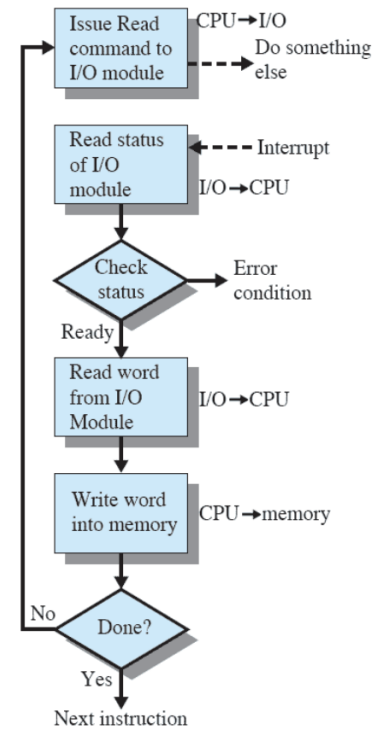 Issue Read
command to
I/O module
CPU→I/O
Do something
else
Read status
of I/O
module
Interrupt
I/O→CPU
Check
status
Error
condition
Ready
Read word
from I/O
Module
I/O→CPU
Write word
into memory
CPU→memory
No
Done?
Yes
Next instruction